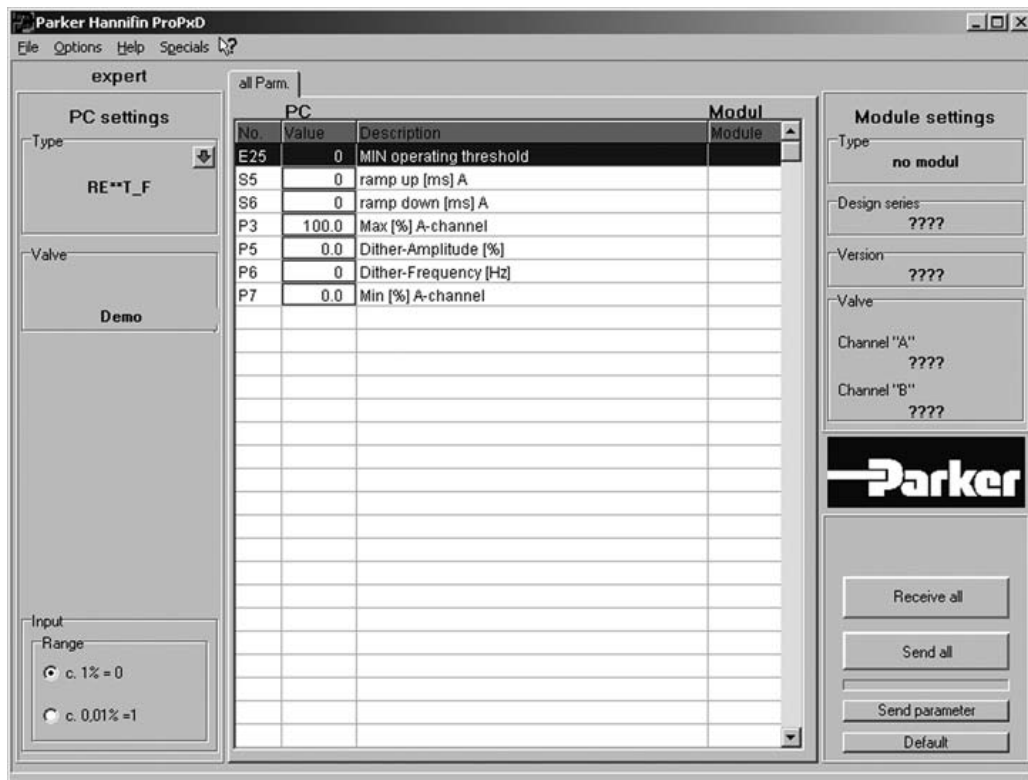 Parker Hannifin ProPxD
File Options Help Specials ?
expert
PC settings
Type
RE**T_F
Valve
Demo
Input
Range
c. 1% = 0
c. 0,01% =1
all Parm.
PC Modul
No. Value Description Module
E25 0 MIN operating threshold
S5 0 ramp up [ms] A
S6 0 ramp down [ms] A
P3 100.0 Max [%] A-channel
P5 0.0 Dither-Amplitude [%]
P6 0 Dither-Frequency [Hz]
P7 0.0 Min [%] A-channel
Module settings
Type
no modul
Design series
????
Version
????
Valve
Channel "A"
????
Channel "B"
????
Parker
Receive all
Send all
Send parameter
Default